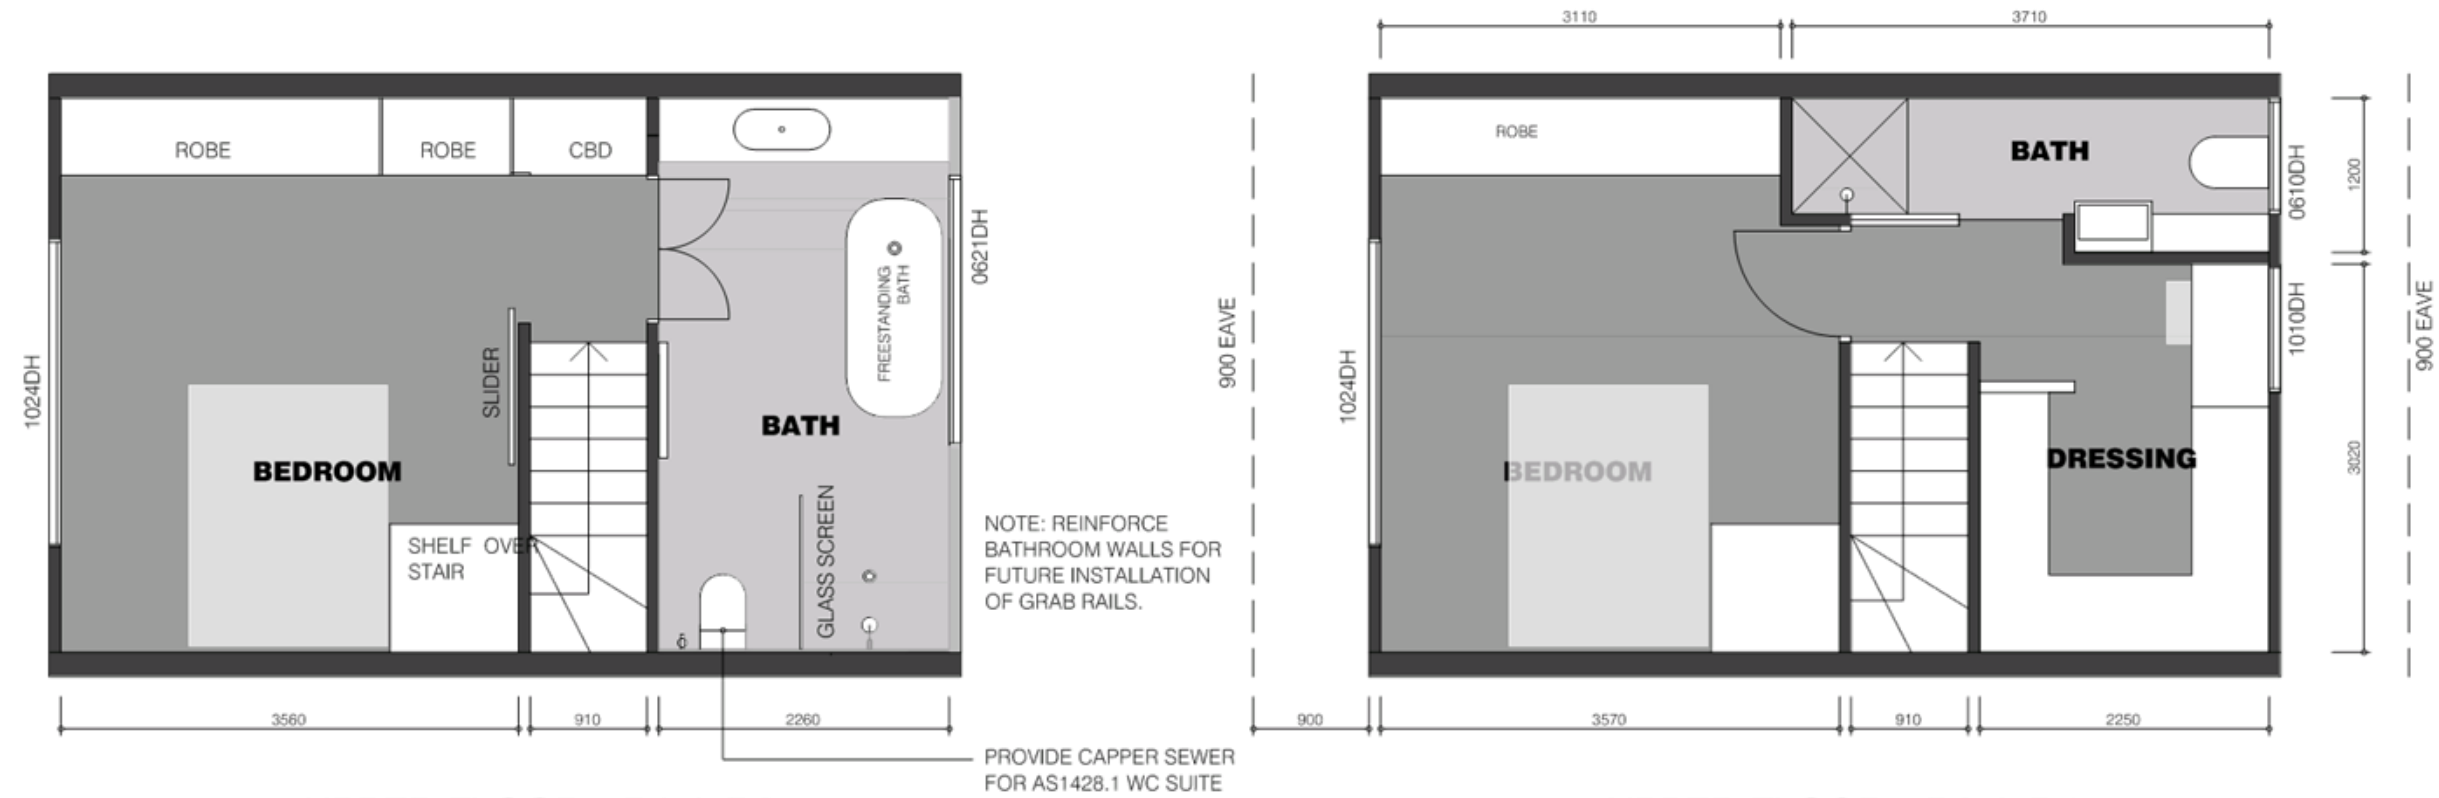 3110
3710
ROBE
ROBE
CBD
ROBE
BATH
0610DH
1200
0621DH
FREESTANDING
BATH
1024DH
SLIDER
BATH
BEDROOM
SHELF OVER
STAIR
GLASS SCREEN
NOTE: REINFORCE
BATHROOM WALLS FOR
FUTURE INSTALLATION
OF GRAB RAILS.
900 EAVE
1024DH
BEDROOM
DRESSING
1010DH
3020
900 EAVE
3560
910
2260
900
3570
910
2250
PROVIDE CAPPER SEWER
FOR AS1428.1 WC SUITE